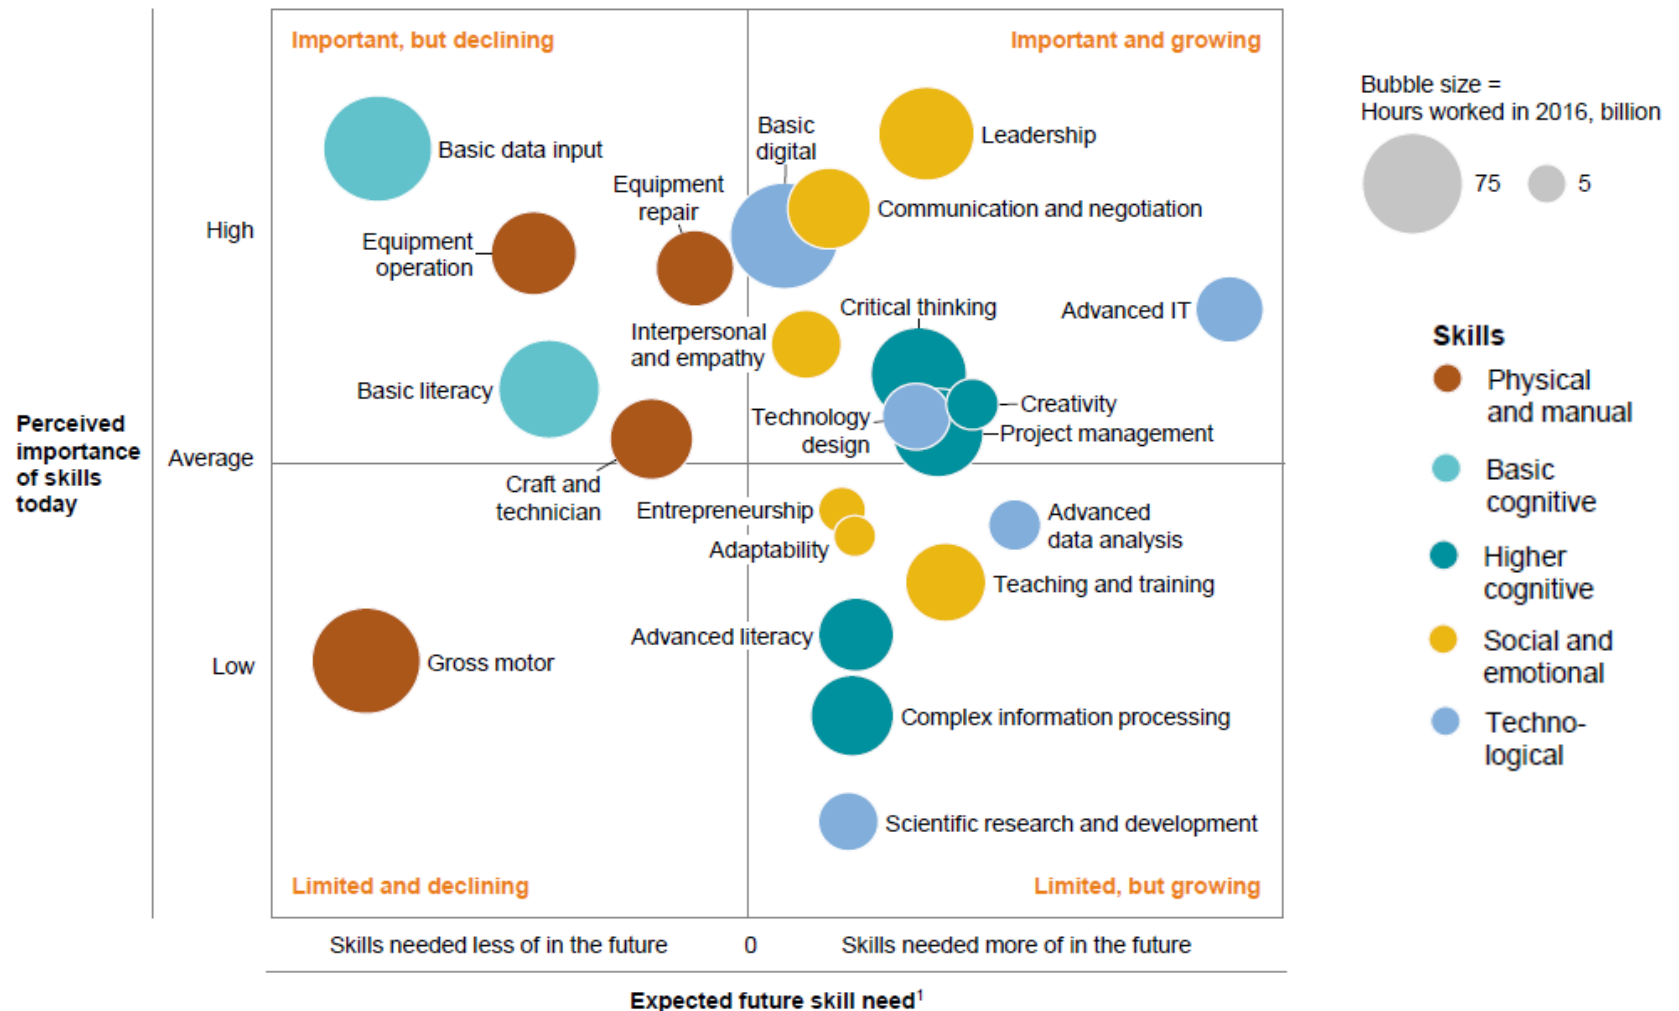 Important, but declining
Important and growing
Bubble size =
Hours worked in 2016, billion
75
5
Basic
digital
Leadership
Basic data input
Equipment
repair
Communication and negotiation
High
Equipment
operation
Critical thinking
Advanced IT
Interpersonal
and empathy
Basic literacy
Creativity
Technology
design
Project management
Perceived
importance
of skills
today
Average
Craft and
technician
Entrepreneurship
Adaptability
Advanced
data analysis
Teaching and training
Advanced literacy
Low
Gross motor
Complex information processing
Scientific research and development
Limited and declining
Limited, but growing
Skills
Physical
and manual
Basic
cognitive
Higher
cognitive
Social and
emotional
Techno-
logical
Skills needed less of in the future
0
Skills needed more of in the future
Expected future skill need¹